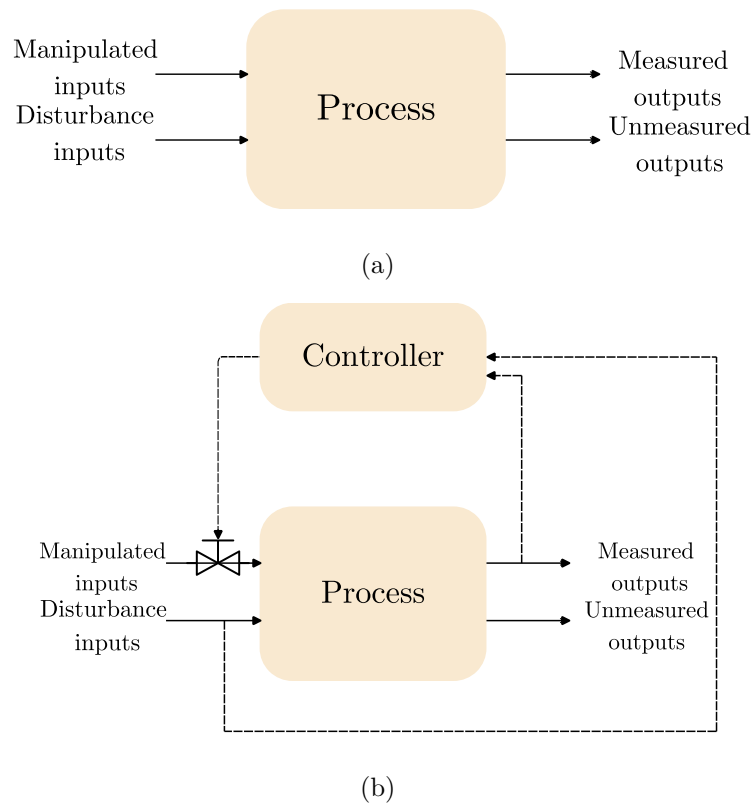 Manipulated
inputs
Disturbance
inputs
Process
Measured
outputs
Unmeasured
outputs
(a)
Controller
Manipulated
inputs
Disturbance
inputs
Process
Measured
outputs
Unmeasured
outputs
(b)